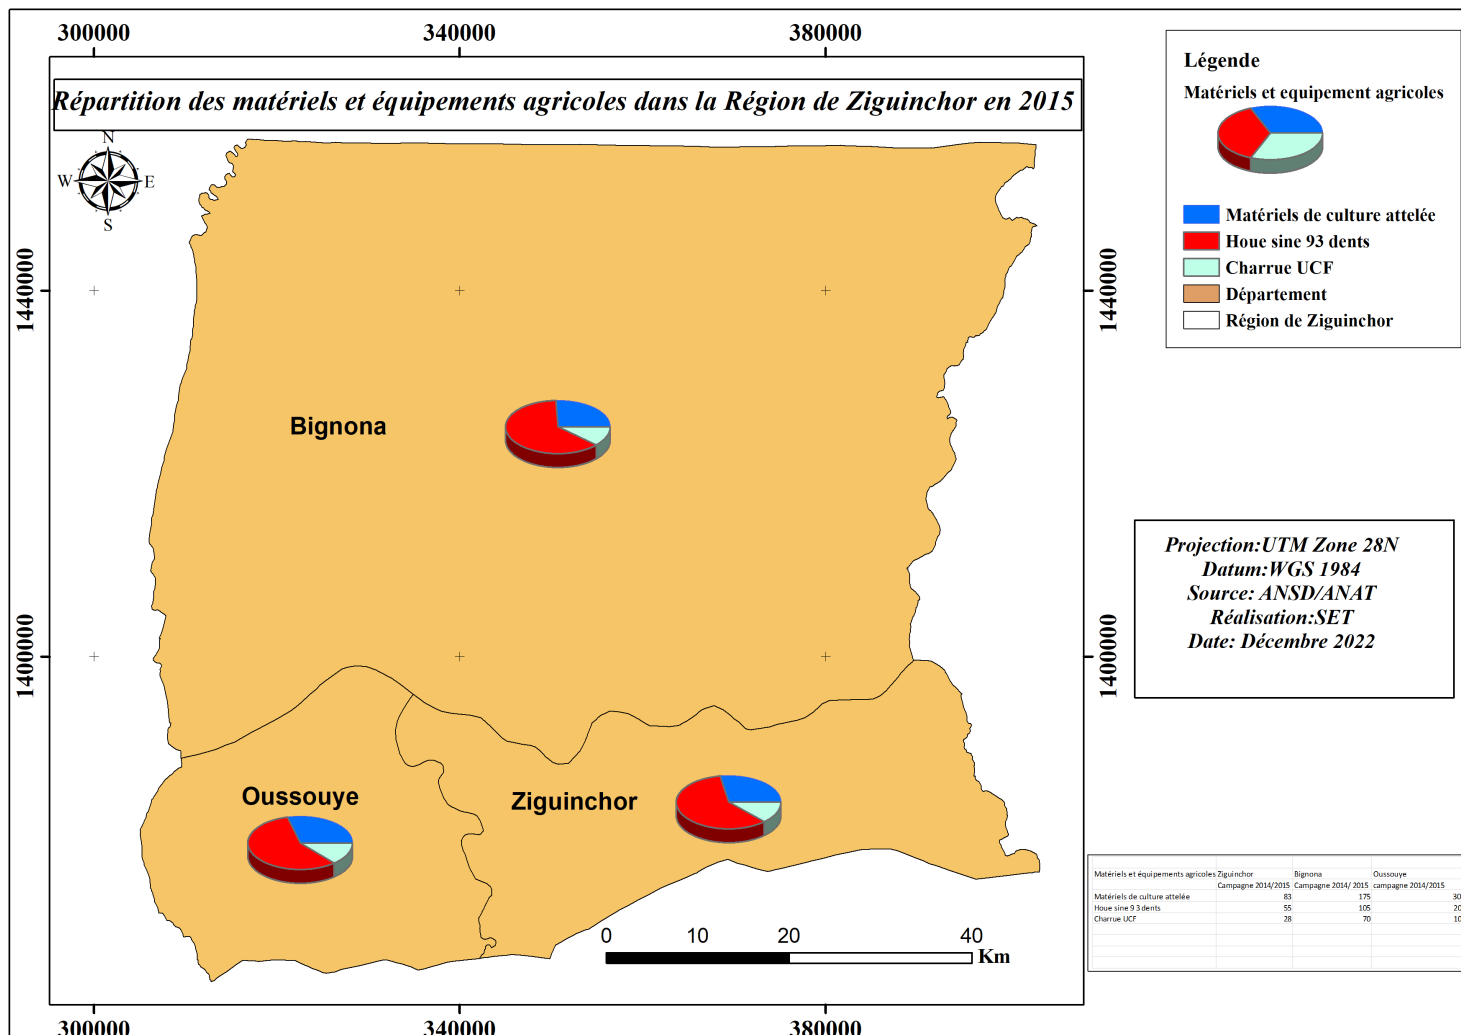 300000 340000 380000
Répartition des matériels et équipements agricoles dans la Région de Ziguinchor en 2015
N
W E
S
1440000 1440000
Bignona
1400000 1400000
Oussouye
Ziguinchor
0 10 20 40
Km
300000 340000 380000
Légende
Matériels et equipement agricoles
Matériels de culture attelée
Houe sine 93 dents
Charrue UCF
Département
Région de Ziguinchor
Projection:UTM Zone 28N
Datum:WGS 1984
Source: ANSD/ANAT
Réalisation:SET
Date: Décembre 2022
Matériels et équipements agricoles Ziguinchor Bignona Oussouye
Campagne 2014/2015 Campagne 2014/ 2015 campagne 2014/2015
Matériels de culture attelée 83 175 30
Houe sine 9 3 dents 55 105 20
Charrue UCF 28 70 10